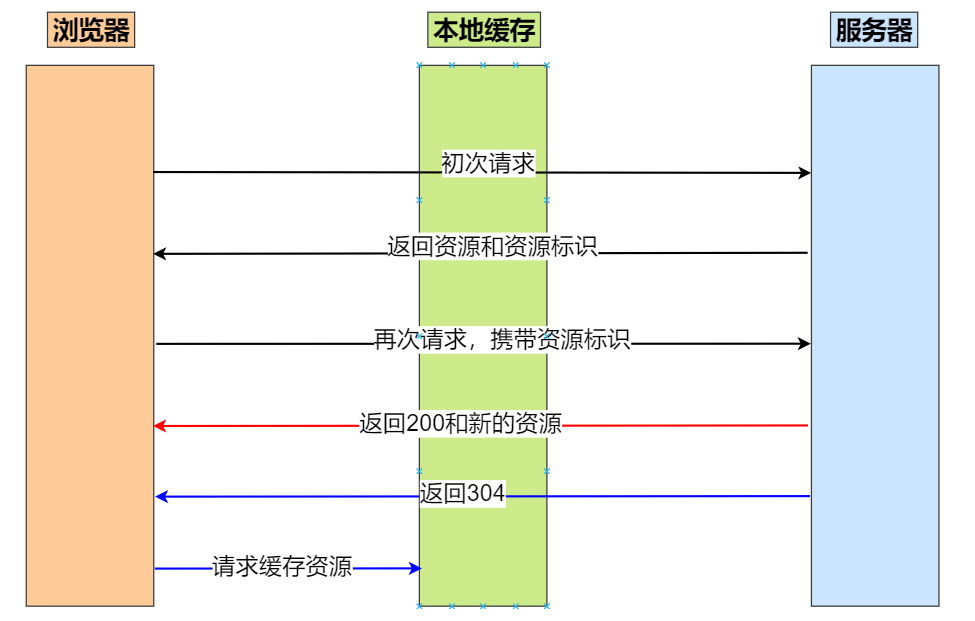 浏览器
本地缓存
服务器
初次请求
返回资源和资源标识
再次请求，携带资源标识
返回200和新的资源
返回304
请求缓存资源